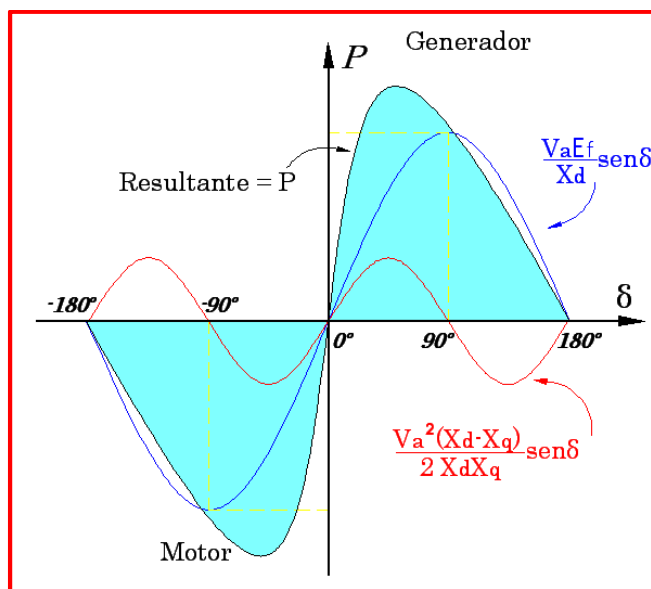 Generador
P
VaEf
Xd
senδ
Resultante = P
-180°
-90°
δ
0°
90°
180°
Va²(Xd-Xq)
2 XdXq
senδ
Motor